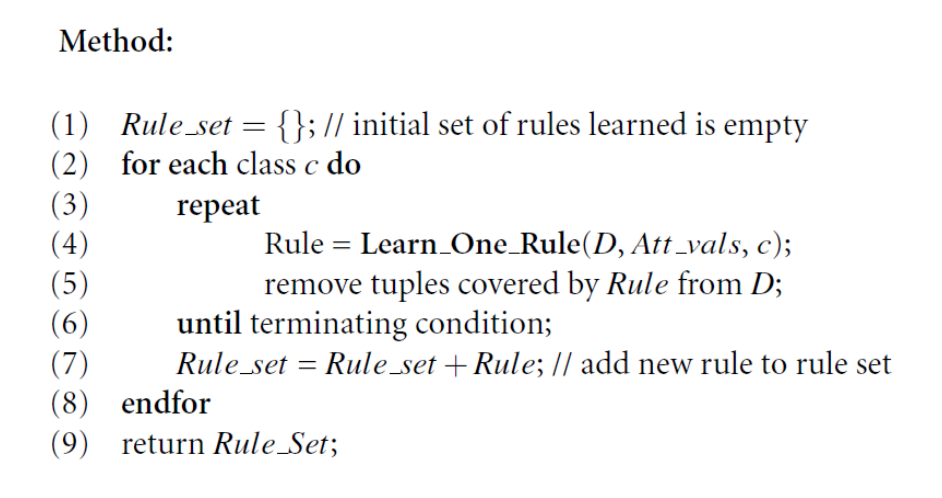 Method:
(1) Rule_set = {}; // initial set of rules learned is empty
(2) for each class c do
(3) repeat
(4) Rule = Learn_One_Rule(D, Att_vals, c);
(5) remove tuples covered by Rule from D;
(6) until terminating condition;
(7) Rule_set = Rule_set + Rule; // add new rule to rule set
(8) endfor
(9) return Rule_Set;